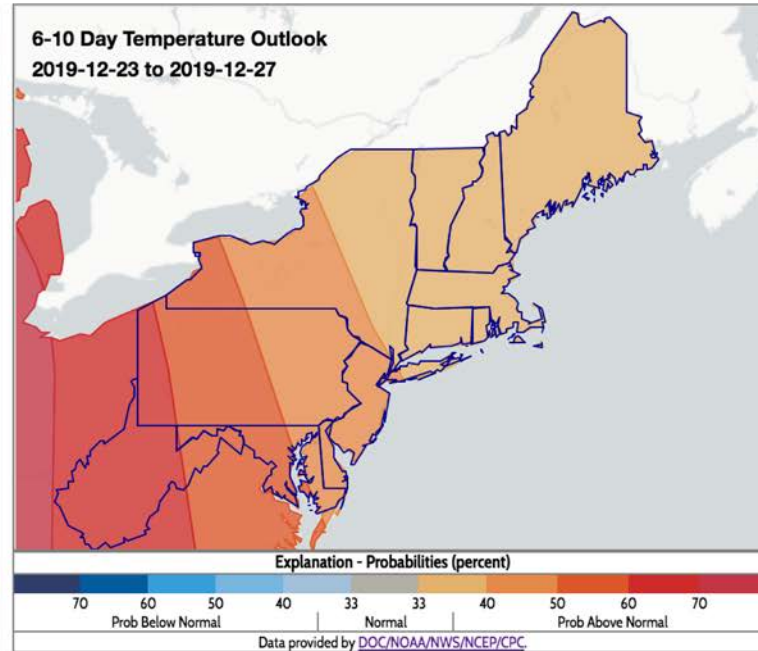 6-10 Day Temperature Outlook
2019-12-23 to 2019-12-27
Explanation - Probabilities (percent)
70 60 50 40 33 33 40 50 60 70
Prob Below Normal Normal Prob Above Normal
Data provided by DOC/NOAA/NWS/NCEP/CPC.